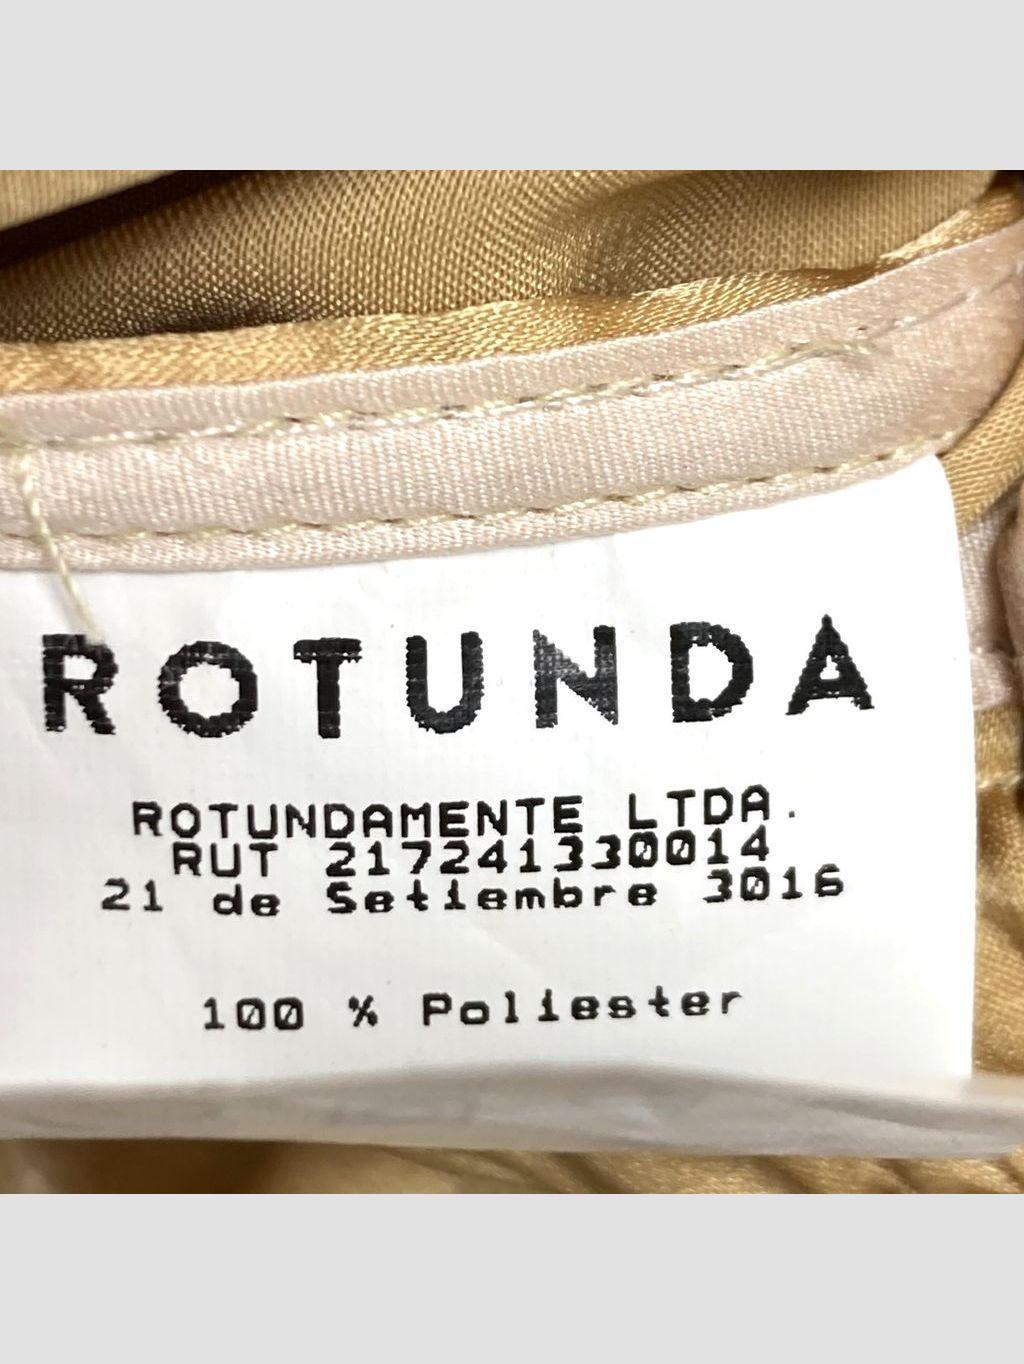 ROTUNDA
ROTUNDAMENTE LTDA.
RUT 217241330014
21 de Setiembre 3016
100 % Poliester